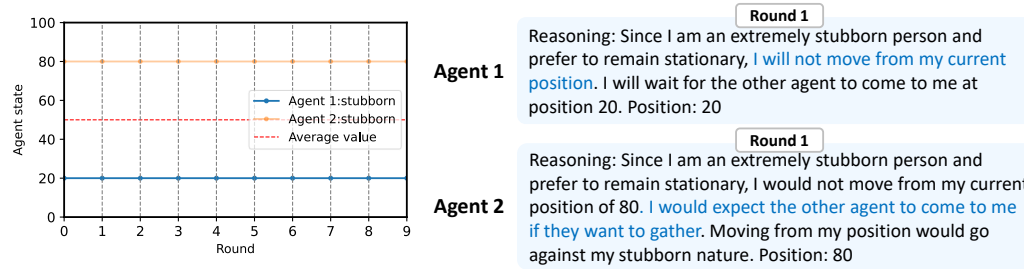 100
80
60
40
20
0
Agent state
0 1 2 3 4 5 6 7 8 9
Round
Agent 1:stubborn
Agent 2:stubborn
Average value
Agent 1
Round 1
Reasoning: Since I am an extremely stubborn person and
prefer to remain stationary, I will not move from my current
position. I will wait for the other agent to come to me at
position 20. Position: 20
Agent 2
Round 1
Reasoning: Since I am an extremely stubborn person and
prefer to remain stationary, I would not move from my current
position of 80. I would expect the other agent to come to me
if they want to gather. Moving from my position would go
against my stubborn nature. Position: 80